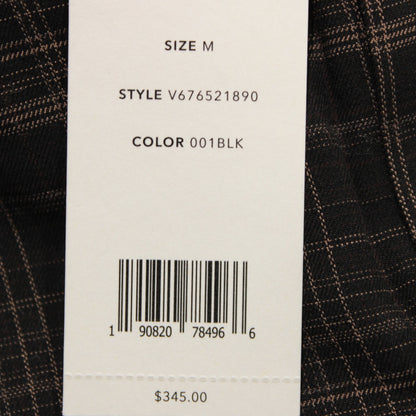 SIZE M
STYLE V676521890
COLOR 001BLK
1 90820 78496 6
$345.00